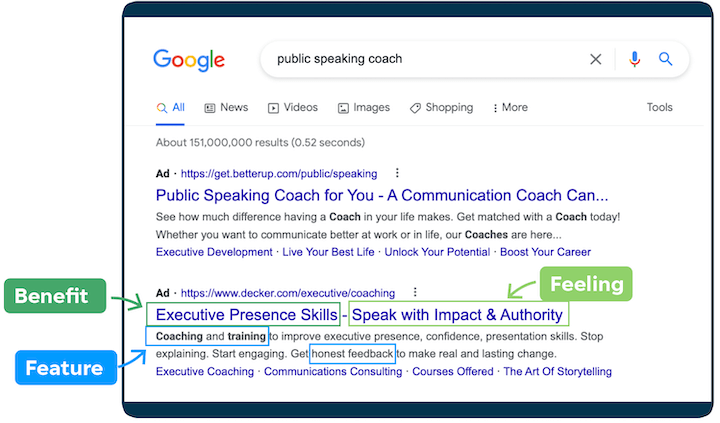 Google
public speaking coach
All News Videos Images Shopping More Tools
About 151,000,000 results (0.52 seconds)
Ad · https://get.betterup.com/public/speaking
Public Speaking Coach for You - A Communication Coach Can...
See how much difference having a Coach in your life makes. Get matched with a Coach today!
Whether you want to communicate better at work or in life, our Coaches are here...
Executive Development · Live Your Best Life · Unlock Your Potential · Boost Your Career
Feeling
Benefit
Ad · https://www.decker.com/executive/coaching
Executive Presence Skills - Speak with Impact & Authority
Coaching and training to improve executive presence, confidence, presentation skills. Stop
explaining. Start engaging. Get honest feedback to make real and lasting change.
Feature
Executive Coaching · Communications Consulting · Courses Offered · The Art Of Storytelling